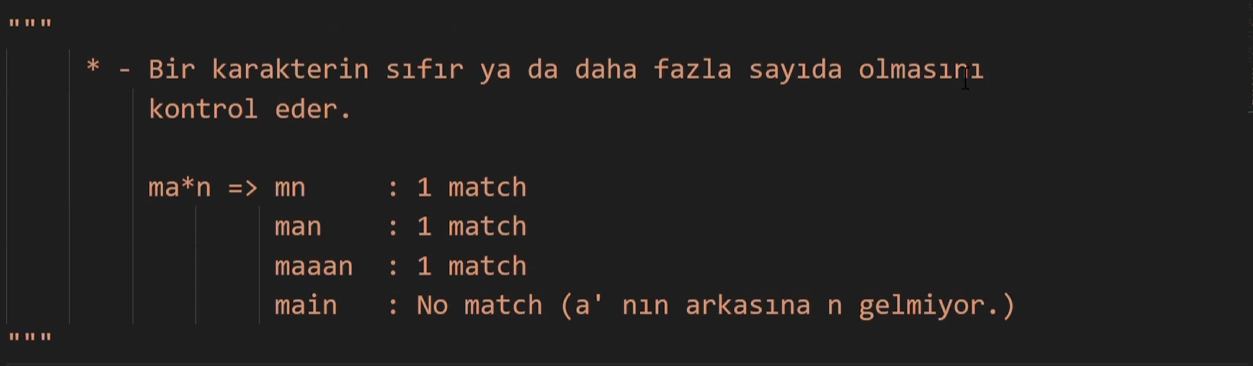 """
* - Bir karakterin sıfır ya da daha fazla sayıda olmasını
kontrol eder.
ma*n => mn : 1 match
man : 1 match
maaan : 1 match
main : No match (a' nın arkasına n gelmiyor.)
"""